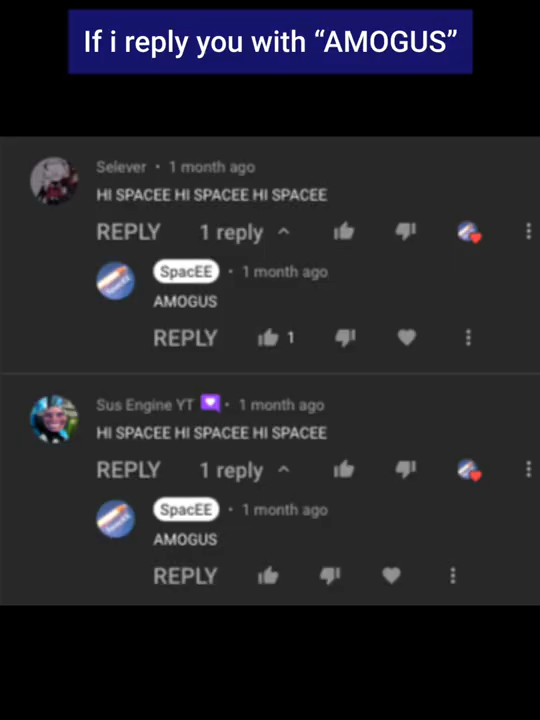 If i reply you with “AMOGUS”
Selever • 1 month ago
HI SPACEE HI SPACEE HI SPACEE
REPLY 1 reply
SpacEE • 1 month ago
AMOGUS
REPLY 1
Sus Engine YT • 1 month ago
HI SPACEE HI SPACEE HI SPACEE
REPLY 1 reply
SpacEE • 1 month ago
AMOGUS
REPLY